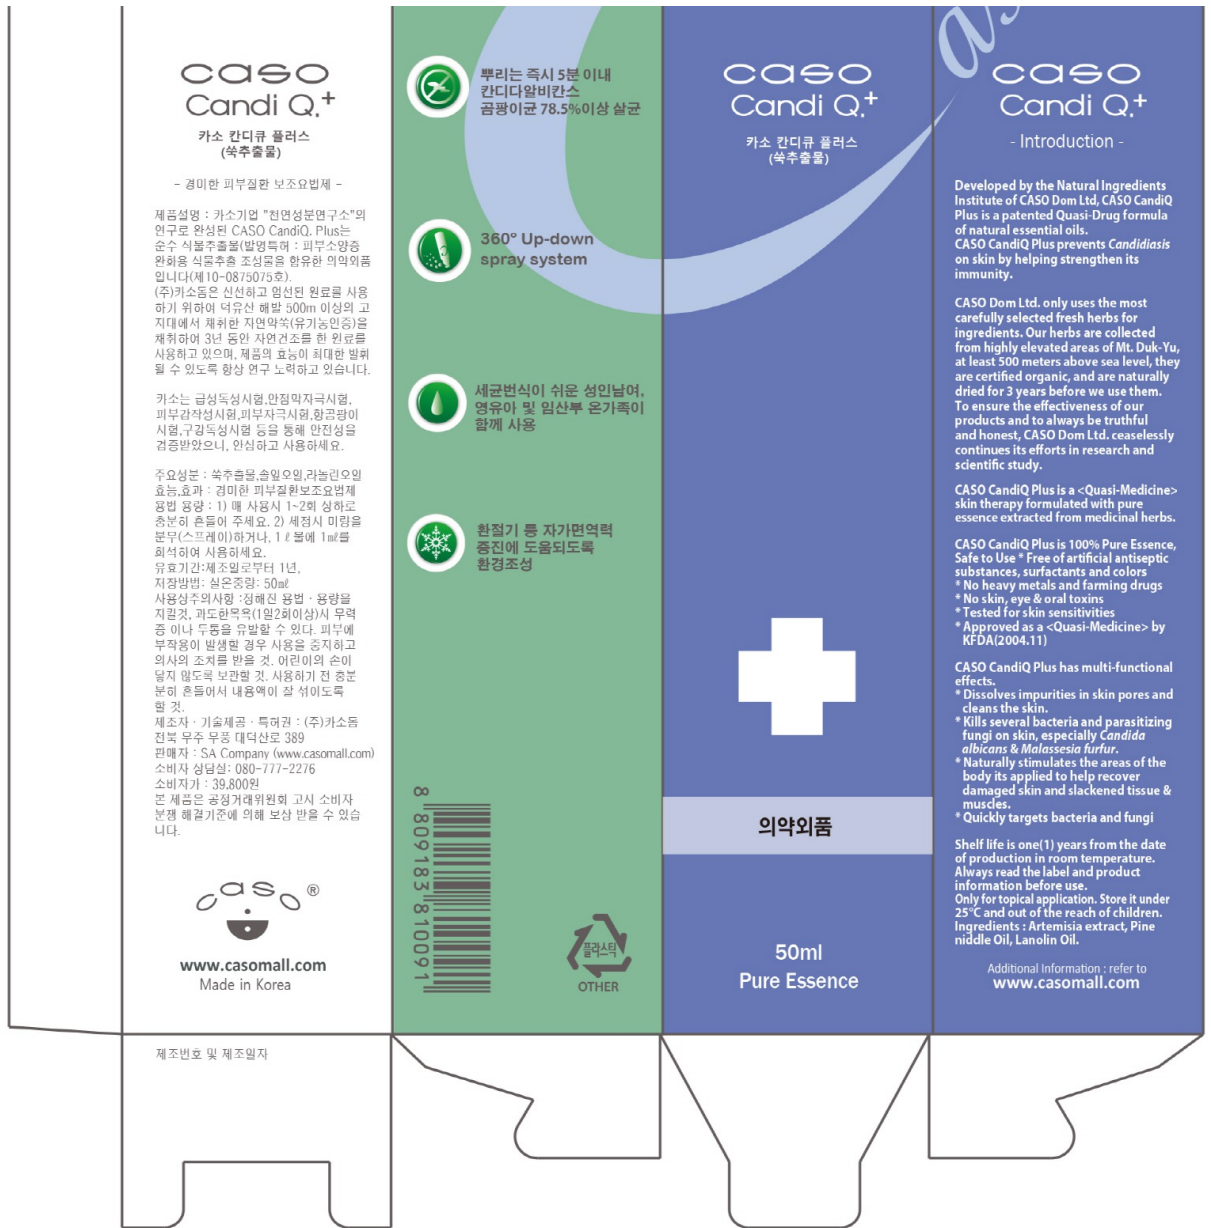 caso
Candi Q.+
카소 칸디큐 플러스
(쑥추출물)
- 경미한 피부질환 보조요법제 -
제품설명 : 카소기업 "천연성분연구소"의
연구로 완성된 CASO CandiQ. Plus는
순수 식물추출물(발명특허 : 피부소양증
완화용 식물추출 조성물을 함유한 의약외품
입니다(제10-0875075호).
(주)카소돔은 신선하고 엄선된 원료를 사용
하기 위하여 덕유산 해발 500m 이상의 고
지대에서 채취한 자연약쑥(유기농인증)을
채취하여 3년 동안 자연건조를 한 원료를
사용하고 있으며, 제품의 효능이 최대한 발휘
될 수 있도록 항상 연구 노력하고 있습니다.
카소는 급성독성시험,안점막자극시험,
피부감작성시험,피부자극시험,항곰팡이
시험,구강독성시험 등을 통해 안전성을
검증받았으니, 안심하고 사용하세요.
주요성분 : 쑥추출물,솔잎오일,라놀린오일
효능,효과 : 경미한 피부질환보조요법제
용법 용량 : 1) 매 사용시 1~2회 상하로
충분히 흔들어 주세요. 2) 세정시 미량을
분무(스프레이)하거나, 1ℓ물에 1㎖를
희석하여 사용하세요.
유효기간:제조일로부터 1년,
저장방법: 실온중량: 50㎖
사용상주의사항 :정해진 용법 · 용량을
지킬것, 과도한목욕(1일2회이상)시 무력
증 이나 두통을 유발할 수 있다. 피부에
부작용이 발생할 경우 사용을 중지하고
의사의 조치를 받을 것. 어린이의 손이
닿지 않도록 보관할 것. 사용하기 전 충분
분히 흔들어서 내용액이 잘 섞이도록
할 것.
제조자 · 기술제공 · 특허권 : (주)카소돔
전북 무주 무풍 대덕산로 389
판매자 : SA Company (www.casomall.com)
소비자 상담실: 080-777-2276
소비자가 : 39,800원
본 제품은 공정거래위원회 고시 소비자
분쟁 해결기준에 의해 보상 받을 수 있습
니다.
caso®
www.casomall.com
Made in Korea
제조번호 및 제조일자
뿌리는 즉시 5분 이내
칸디다알비칸스
곰팡이균 78.5%이상 살균
360° Up-down
spray system
세균번식이 쉬운 성인남여,
영유아 및 임산부 온가족이
함께 사용
환절기 등 자가면역력
증진에 도움되도록
환경조성
8 809183 810091
플라스틱
OTHER
caso
Candi Q.+
카소 칸디큐 플러스
(쑥추출물)
의약외품
50ml
Pure Essence
as
caso
Candi Q.+
- Introduction -
Developed by the Natural Ingredients
Institute of CASO Dom Ltd, CASO CandiQ
Plus is a patented Quasi-Drug formula
of natural essential oils.
CASO CandiQ Plus prevents Candidiasis
on skin by helping strengthen its
immunity.
CASO Dom Ltd. only uses the most
carefully selected fresh herbs for
ingredients. Our herbs are collected
from highly elevated areas of Mt. Duk-Yu,
at least 500 meters above sea level, they
are certified organic, and are naturally
dried for 3 years before we use them.
To ensure the effectiveness of our
products and to always be truthful
and honest, CASO Dom Ltd. ceaselessly
continues its efforts in research and
scientific study.
CASO CandiQ Plus is a <Quasi-Medicine>
skin therapy formulated with pure
essence extracted from medicinal herbs.
CASO CandiQ Plus is 100% Pure Essence,
Safe to Use * Free of artificial antiseptic
substances, surfactants and colors
* No heavy metals and farming drugs
* No skin, eye & oral toxins
* Tested for skin sensitivities
* Approved as a <Quasi-Medicine> by
KFDA(2004.11)
CASO CandiQ Plus has multi-functional
effects.
* Dissolves impurities in skin pores and
cleans the skin.
* Kills several bacteria and parasitizing
fungi on skin, especially Candida
albicans & Malassesia furfur.
* Naturally stimulates the areas of the
body its applied to help recover
damaged skin and slackened tissue &
muscles.
* Quickly targets bacteria and fungi
Shelf life is one(1) years from the date
of production in room temperature.
Always read the label and product
information before use.
Only for topical application. Store it under
25°C and out of the reach of children.
Ingredients : Artemisia extract, Pine
niddle Oil, Lanolin Oil.
Additional Information : refer to
www.casomall.com